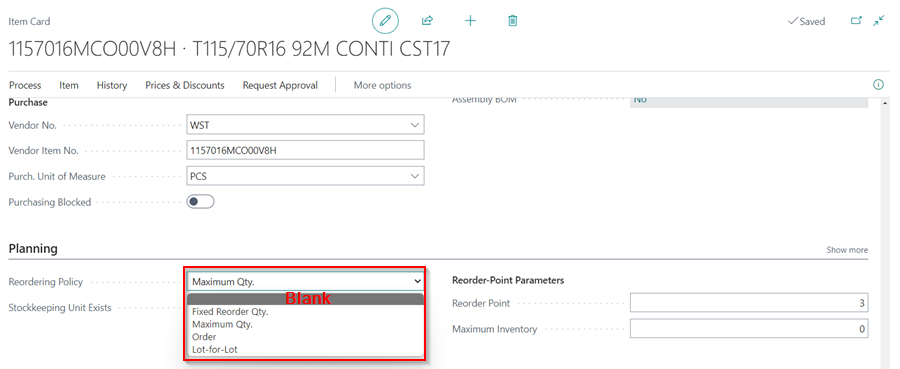 Item Card
Saved
1157016MCO00V8H · T115/70R16 92M CONTI CST17
Process Item History Prices & Discounts Request Approval More options
Purchase
Assembly BOM No
Vendor No. WST
Vendor Item No. 1157016MCO00V8H
Purch. Unit of Measure PCS
Purchasing Blocked
Planning
Show more
Reordering Policy Maximum Qty.
Blank
Fixed Reorder Qty.
Maximum Qty.
Order
Lot-for-Lot
Stockkeeping Unit Exists
Reorder-Point Parameters
Reorder Point 3
Maximum Inventory 0